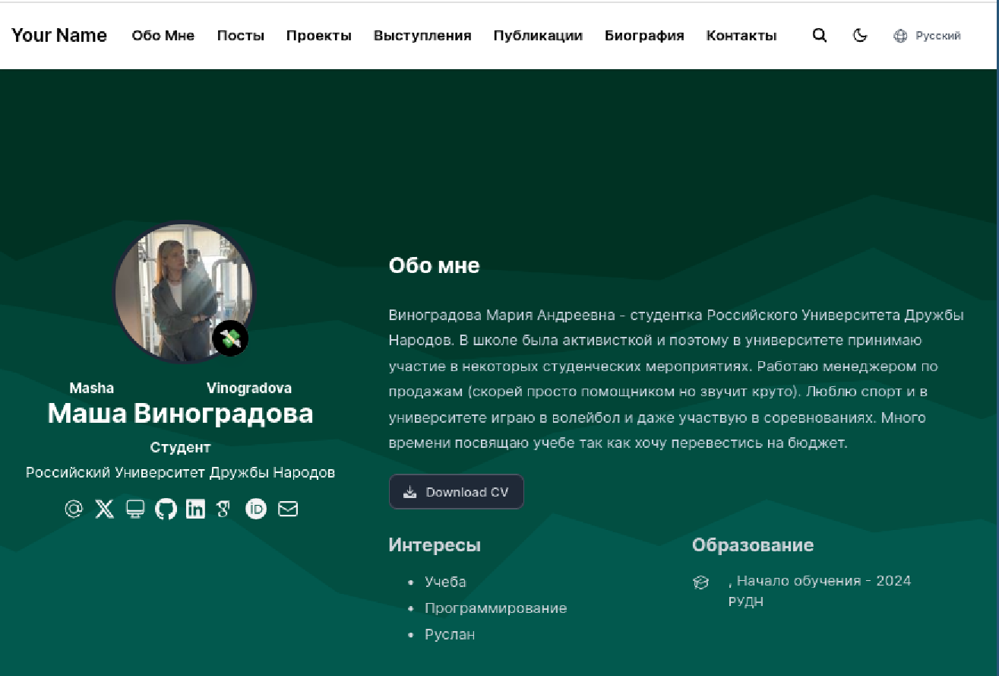 Your Name Обо Мне Посты Проекты Выступления Публикации Биография Контакты Русский
Masha Vinogradova
Маша Виноградова
Студент
Российский Университет Дружбы Народов
Обо мне
Виноградова Мария Андреевна - студентка Российского Университета Дружбы
Народов. В школе была активисткой и поэтому в университете принимаю
участие в некоторых студенческих мероприятиях. Работаю менеджером по
продажам (скорей просто помощником но звучит круто). Люблю спорт и в
университете играю в волейбол и даже участвую в соревнованиях. Много
времени посвящаю учебе так как хочу перевестись на бюджет.
Download CV
Интересы
Учеба
Программирование
Руслан
Образование
, Начало обучения - 2024
РУДН